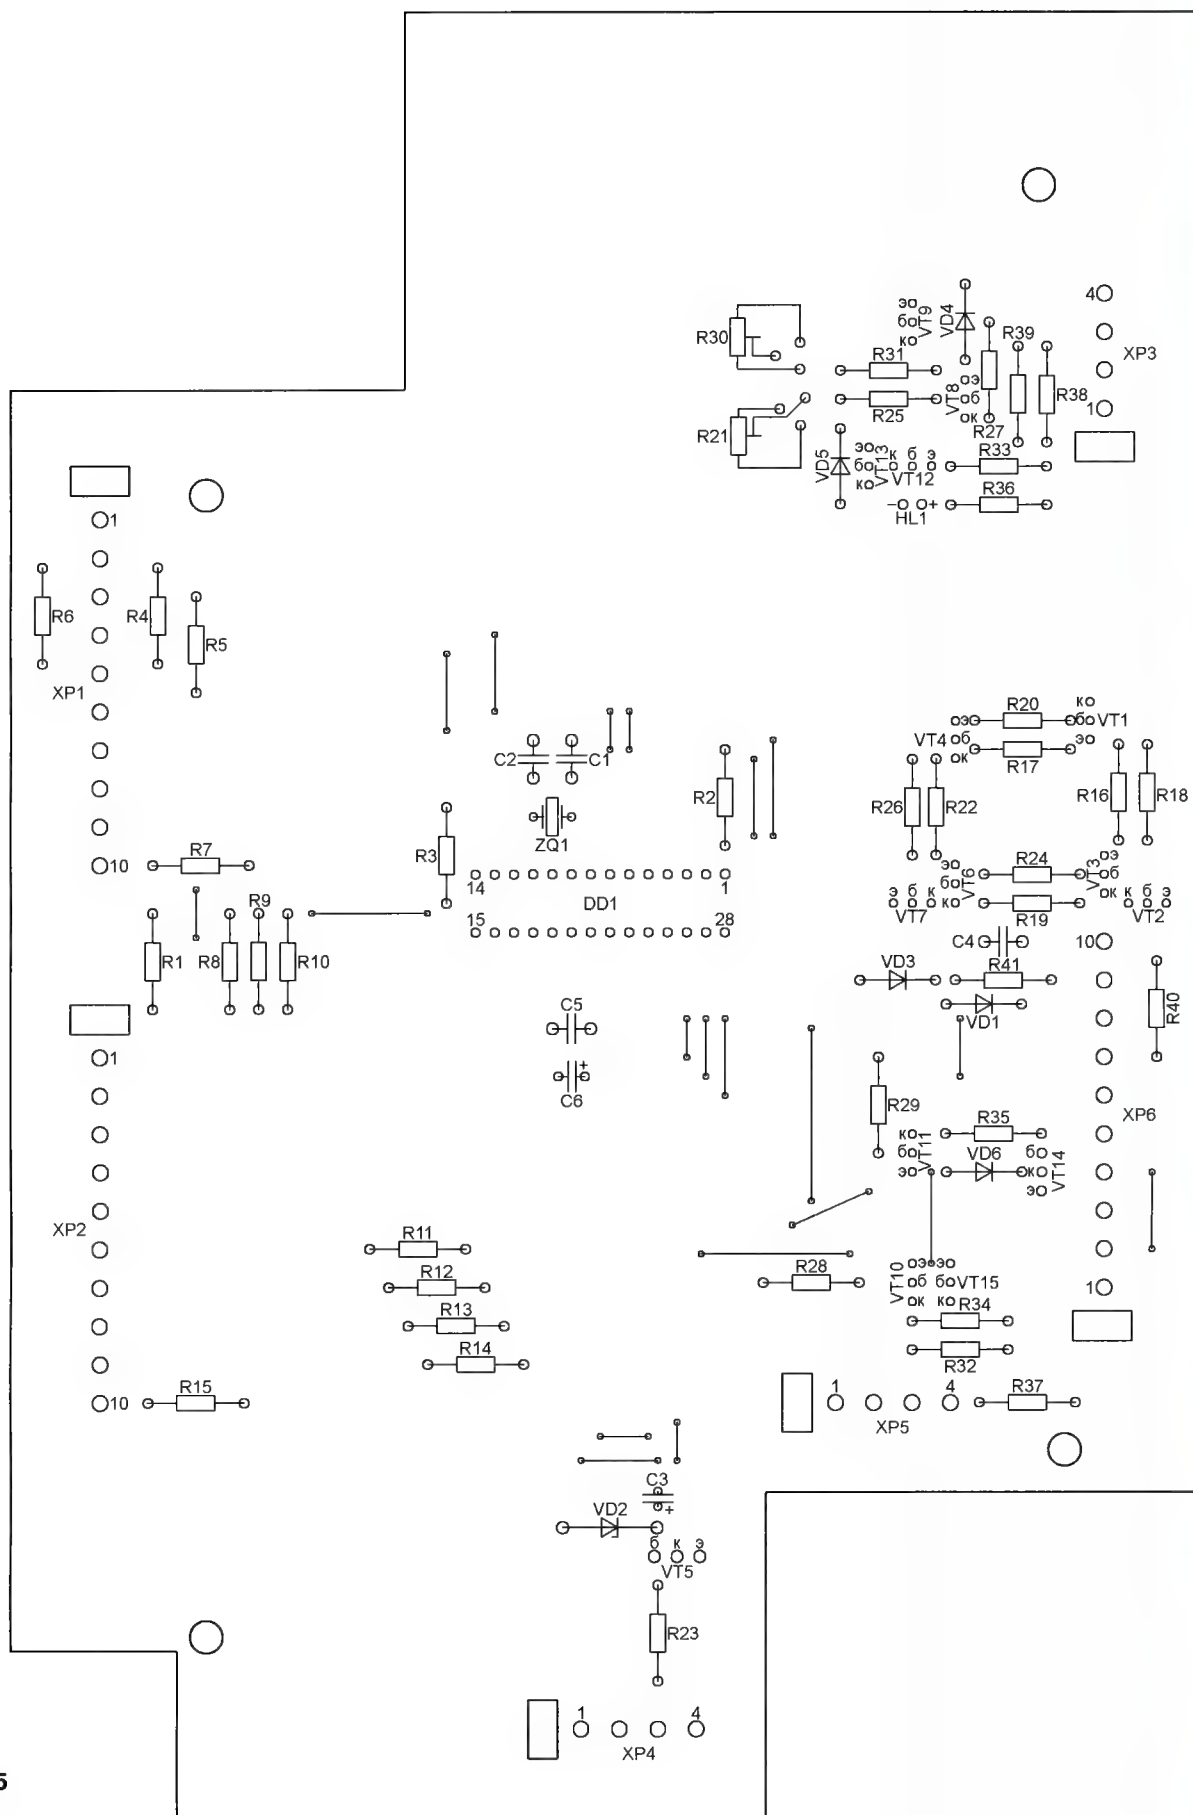 э
б
к
VT9
VD4
4
R30
R39
R31
XP3
э
б
к
VT8
R25
R27
R38
1
R21
VD5
э
б
к
VT13
к б э
VT12
R33
R36
− +
HL1
1
R6
R4
R5
XP1
R20
к
б
э
VT1
э
б
к
VT4
R17
C2
C1
R2
R26
R22
R16
R18
ZQ1
R3
10
R7
14
1
DD1
15
28
э
б
к
VT6
R24
VT3
э
б
к
к б э
VT7
R19
к б э
VT2
R9
R1
R8
R10
C4
10
VD3
R41
VD1
R40
C5
1
C6
+
R29
к
б
э
VT11
R35
VD6
б
к
э
VT14
XP6
XP2
R11
R12
R28
VT10
э
б
к
э
б
к
VT15
1
R13
R34
R14
R32
10
R15
1
4
XP5
R37
C3
+
VD2
б к э
VT5
R23
1
4
XP4
5